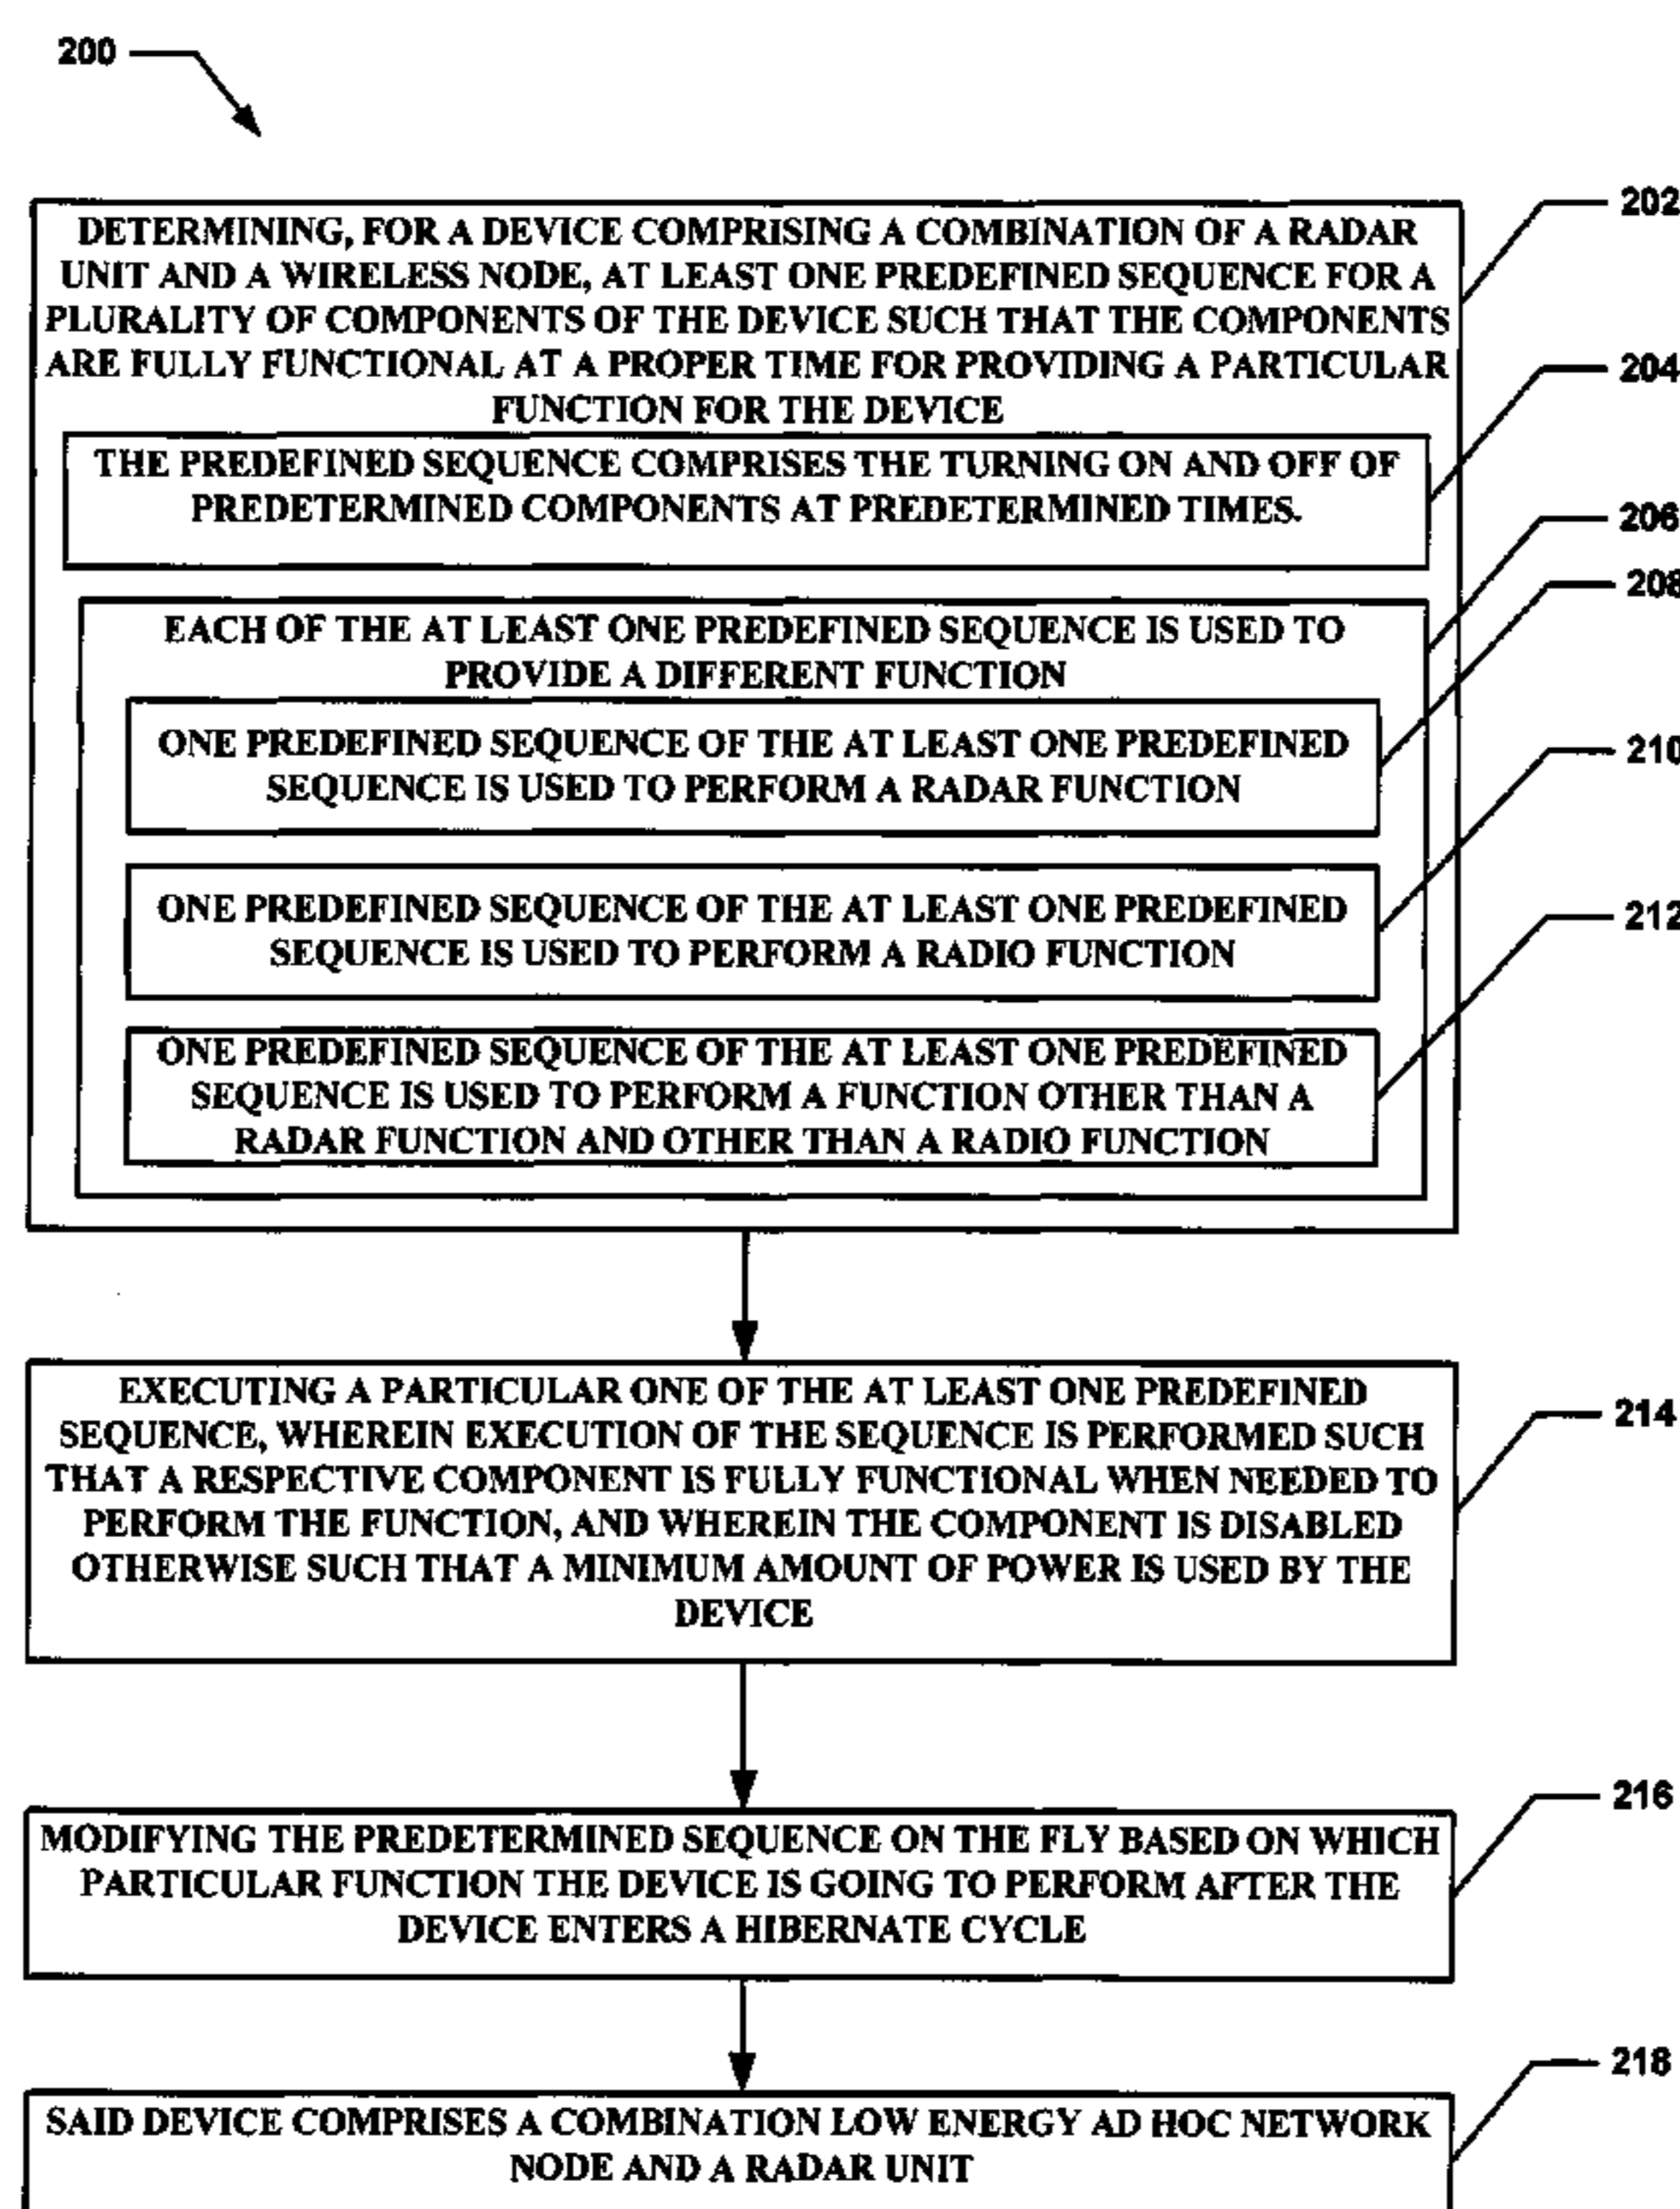 200
202
DETERMINING, FOR A DEVICE COMPRISING A COMBINATION OF A RADAR
UNIT AND A WIRELESS NODE, AT LEAST ONE PREDEFINED SEQUENCE FOR A
PLURALITY OF COMPONENTS OF THE DEVICE SUCH THAT THE COMPONENTS
ARE FULLY FUNCTIONAL AT A PROPER TIME FOR PROVIDING A PARTICULAR
FUNCTION FOR THE DEVICE
204
THE PREDEFINED SEQUENCE COMPRISES THE TURNING ON AND OFF OF
PREDETERMINED COMPONENTS AT PREDETERMINED TIMES.
206
EACH OF THE AT LEAST ONE PREDEFINED SEQUENCE IS USED TO
PROVIDE A DIFFERENT FUNCTION
208
ONE PREDEFINED SEQUENCE OF THE AT LEAST ONE PREDEFINED
SEQUENCE IS USED TO PERFORM A RADAR FUNCTION
210
ONE PREDEFINED SEQUENCE OF THE AT LEAST ONE PREDEFINED
SEQUENCE IS USED TO PERFORM A RADIO FUNCTION
212
ONE PREDEFINED SEQUENCE OF THE AT LEAST ONE PREDEFINED
SEQUENCE IS USED TO PERFORM A FUNCTION OTHER THAN A
RADAR FUNCTION AND OTHER THAN A RADIO FUNCTION
214
EXECUTING A PARTICULAR ONE OF THE AT LEAST ONE PREDEFINED
SEQUENCE, WHEREIN EXECUTION OF THE SEQUENCE IS PERFORMED SUCH
THAT A RESPECTIVE COMPONENT IS FULLY FUNCTIONAL WHEN NEEDED TO
PERFORM THE FUNCTION, AND WHEREIN THE COMPONENT IS DISABLED
OTHERWISE SUCH THAT A MINIMUM AMOUNT OF POWER IS USED BY THE
DEVICE
216
MODIFYING THE PREDETERMINED SEQUENCE ON THE FLY BASED ON WHICH
PARTICULAR FUNCTION THE DEVICE IS GOING TO PERFORM AFTER THE
DEVICE ENTERS A HIBERNATE CYCLE
218
SAID DEVICE COMPRISES A COMBINATION LOW ENERGY AD HOC NETWORK
NODE AND A RADAR UNIT